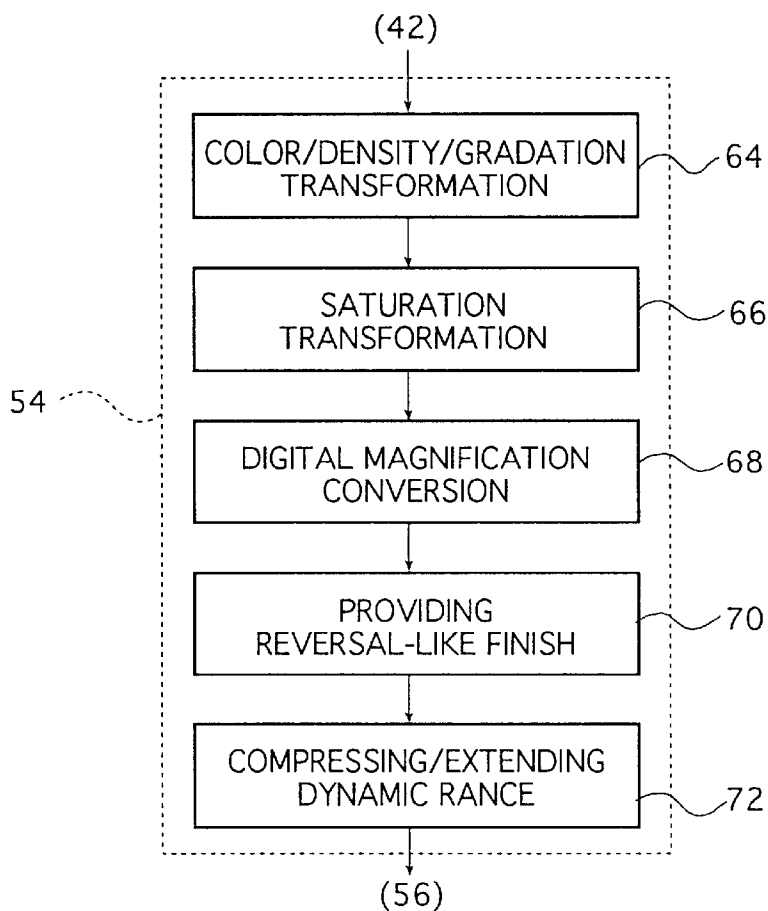 (42)
COLOR/DENSITY/GRADATION
TRANSFORMATION
64
SATURATION
TRANSFORMATION
66
54
DIGITAL MAGNIFICATION
CONVERSION
68
PROVIDING
REVERSAL-LIKE FINISH
70
COMPRESSING/EXTENDING
DYNAMIC RANCE
72
(56)